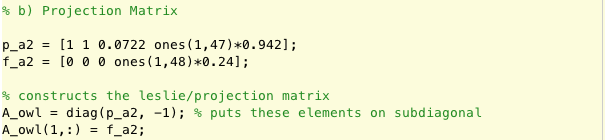 % b) Projection Matrix
p_a2 = [1 1 0.0722 ones(1,47)*0.942];
f_a2 = [0 0 0 ones(1,48)*0.24];
% constructs the leslie/projection matrix
A_owl = diag(p_a2, -1); % puts these elements on subdiagonal
A_owl(1,:) = f_a2;